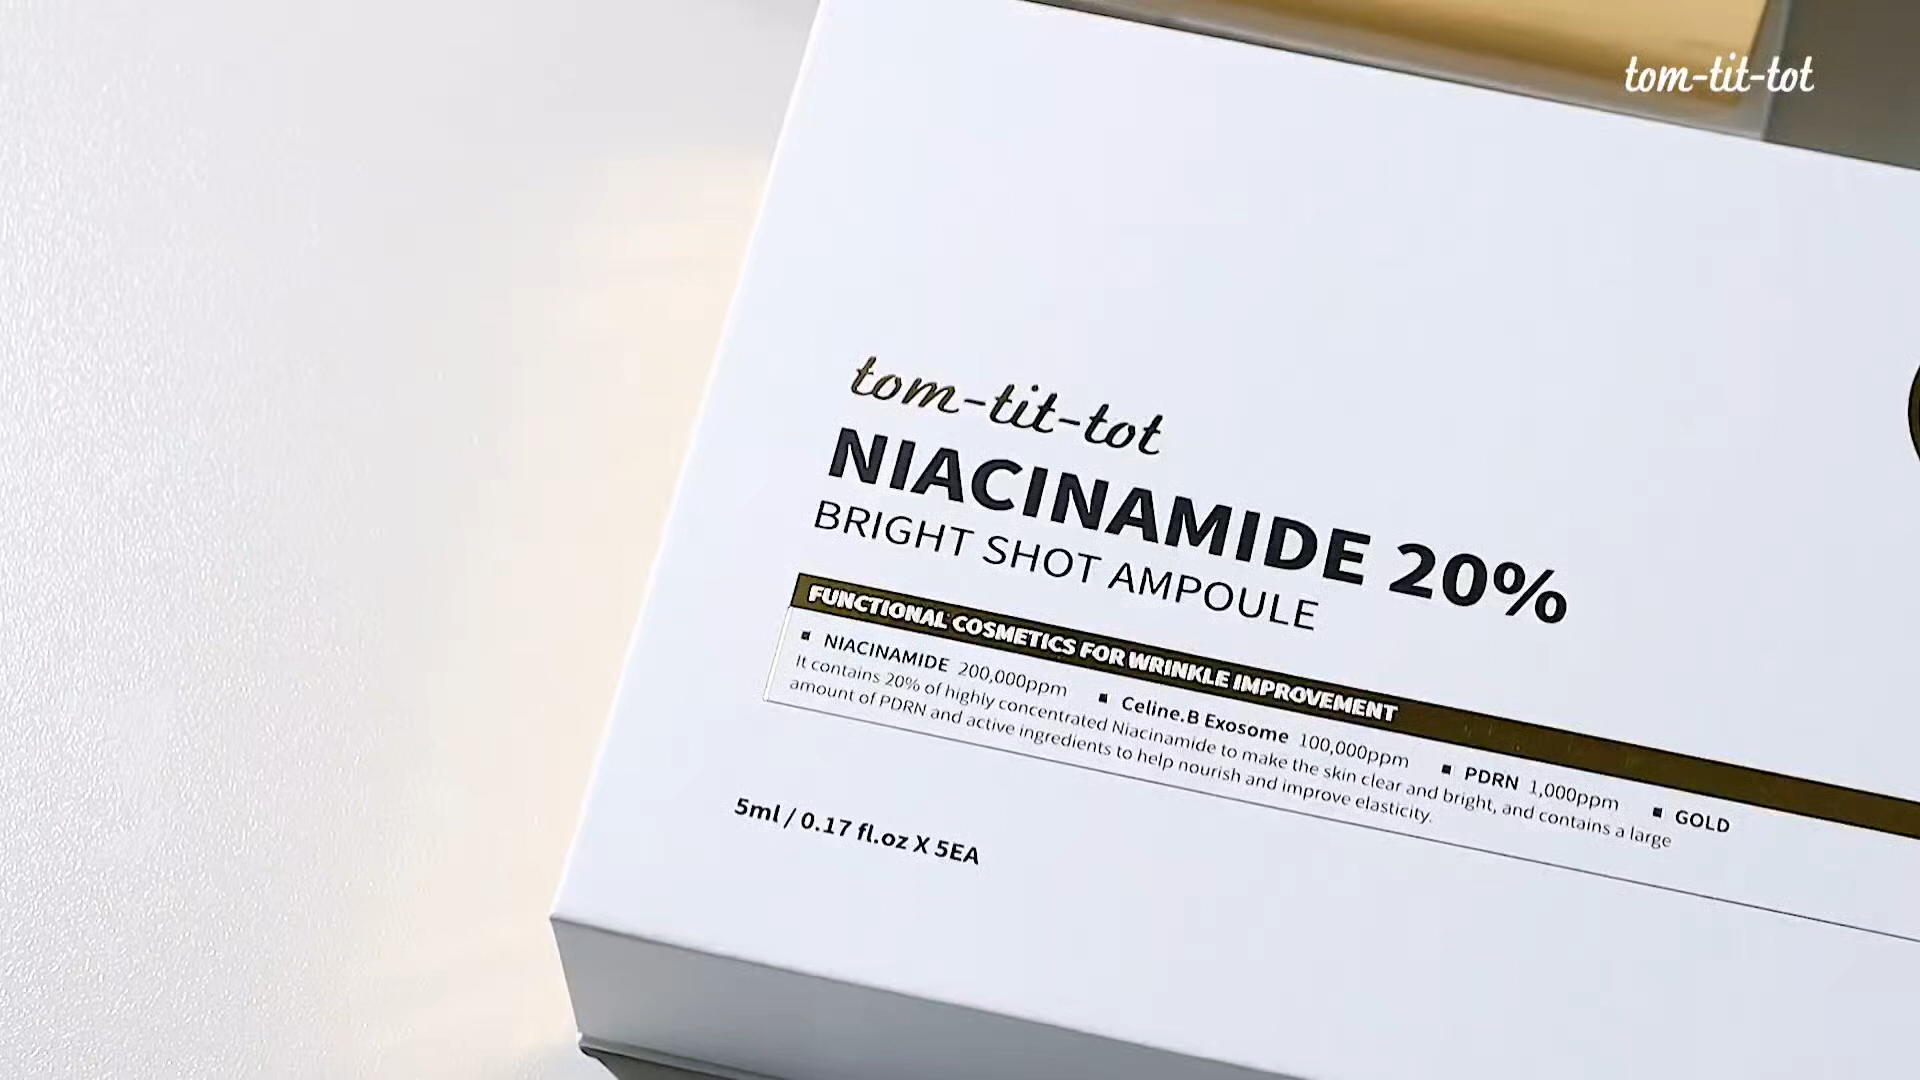 tom-tit-tot
tom-tit-tot
NIACINAMIDE 20%
BRIGHT SHOT AMPOULE
FUNCTIONAL COSMETICS FOR WRINKLE IMPROVEMENT
▪ NIACINAMIDE 200,000ppm ▪ Celine.B Exosome 100,000ppm ▪ PDRN 1,000ppm ▪ GOLD
It contains 20% of highly concentrated Niacinamide to make the skin clear and bright, and contains a large
amount of PDRN and active ingredients to help nourish and improve elasticity.
5ml / 0.17 fl.oz X 5EA